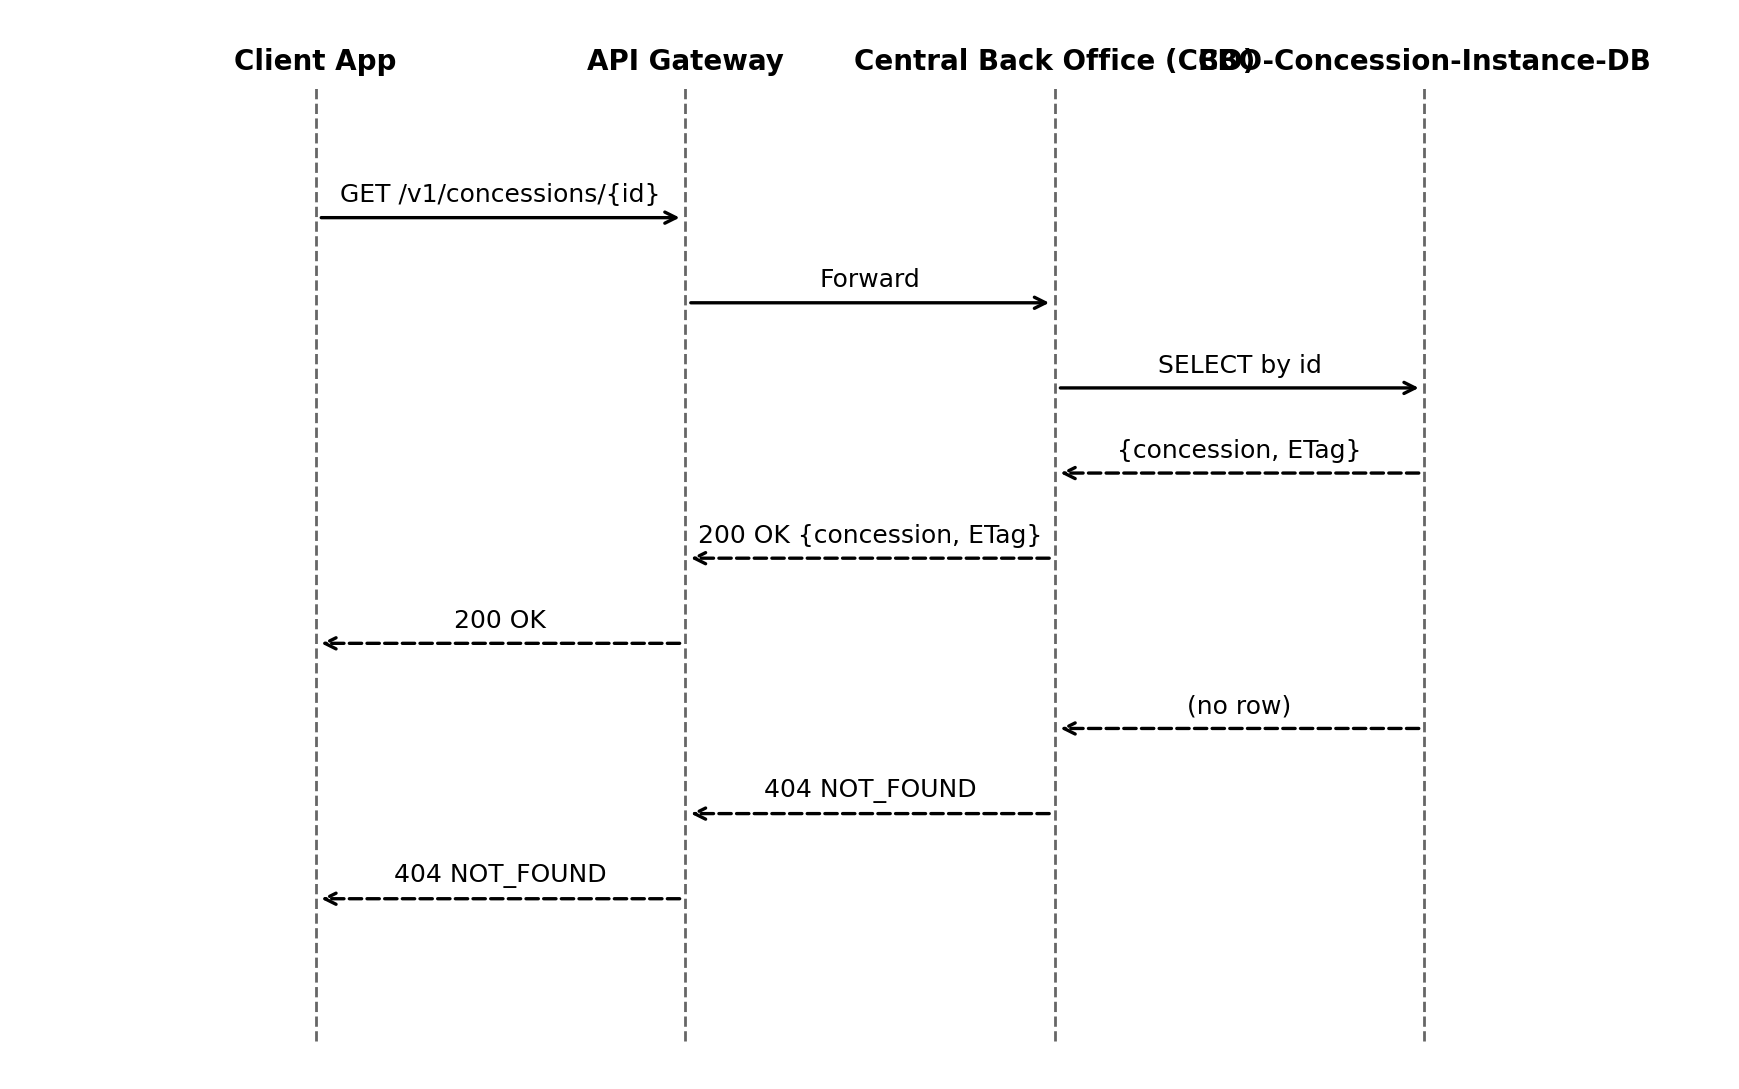 Client App
API Gateway
Central Back Office (CBO)
CBO-Concession-Instance-DB
GET /v1/concessions/{id}
Forward
SELECT by id
{concession, ETag}
200 OK {concession, ETag}
200 OK
(no row)
404 NOT_FOUND
404 NOT_FOUND